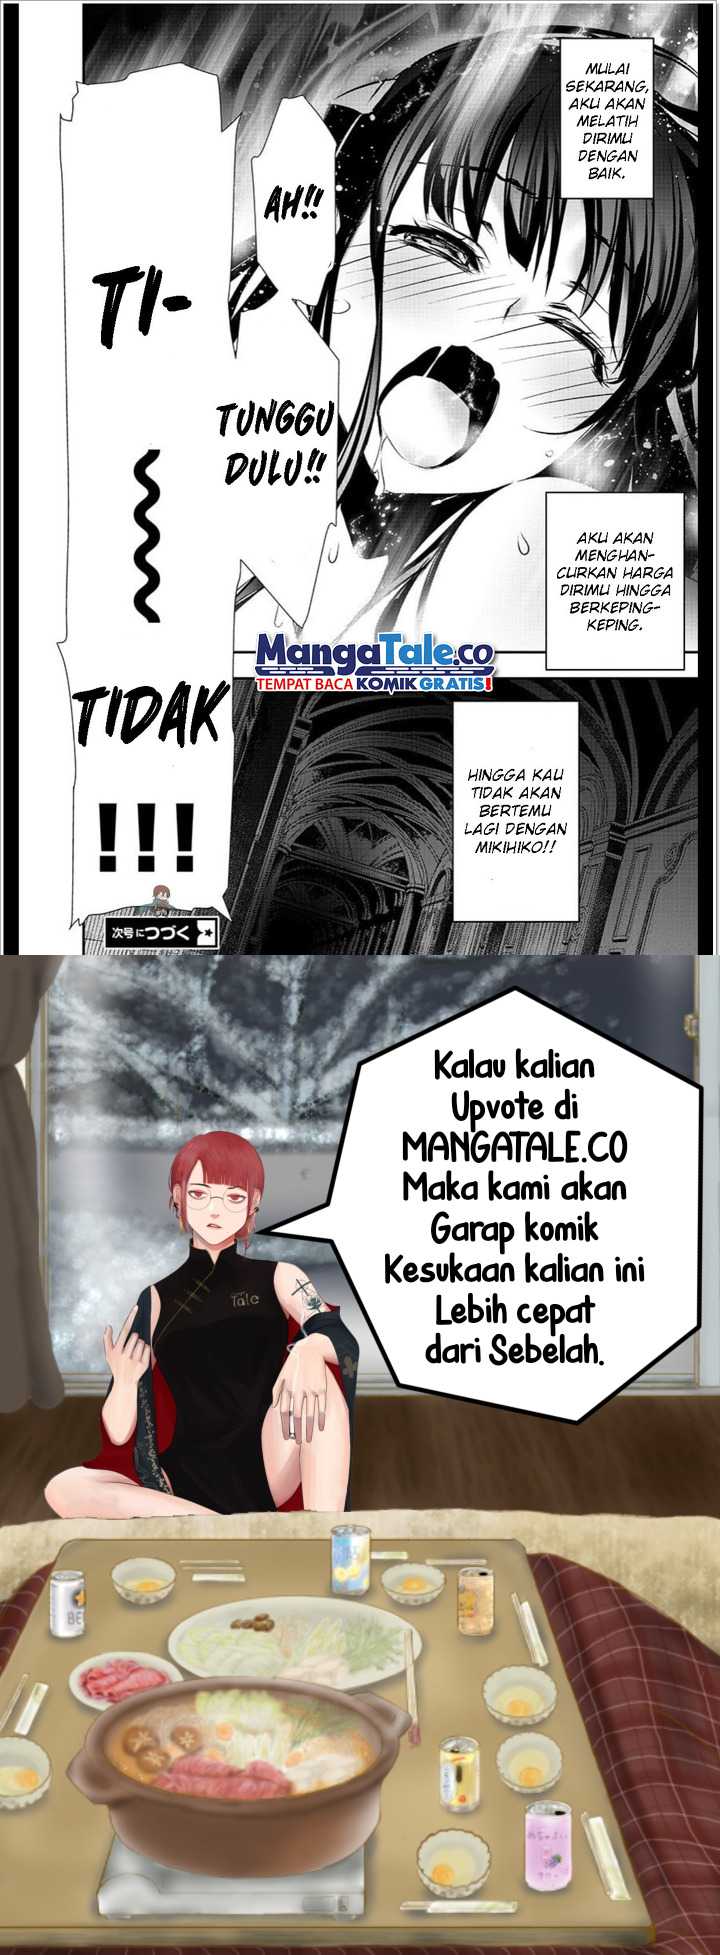 MULAI
SEKARANG,
AKU AKAN
MELATIH
DIRIMU
DENGAN
BAIK.
AH!!
TUNGGU
DULU!!
TI-
TIDAK
!!!
AKU AKAN
MENGHAN-
CURKAN HARGA
DIRIMU HINGGA
BERKEPING-
KEPING.
MangaTale.co
TEMPAT BACA KOMIK GRATIS!
HINGGA KAU
TIDAK AKAN
BERTEMU
LAGI DENGAN
MIKIHIKO!!
次号につづく
Kalau kalian
Upvote di
MANGATALE.CO
Maka kami akan
Garap komik
Kesukaan kalian ini
Lebih cepat
dari Sebelah.
Tale